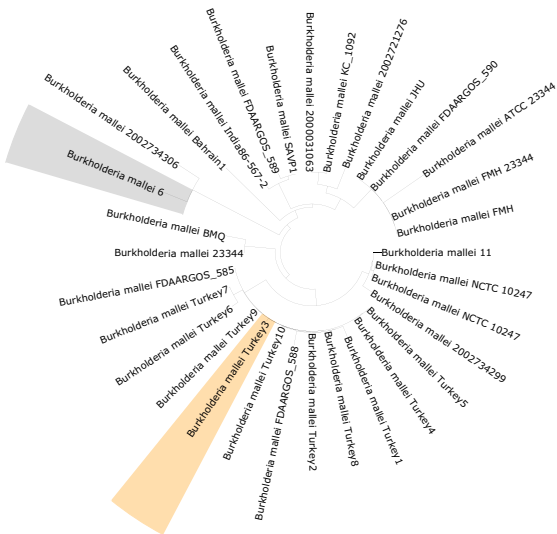 Burkholderia mallei 11
Burkholderia mallei FMH
Burkholderia mallei FMH 23344
Burkholderia mallei ATCC 23344
Burkholderia mallei FDAARGOS_590
Burkholderia mallei JHU
Burkholderia mallei 2002721276
Burkholderia mallei KC_1092
Burkholderia mallei 2000031063
Burkholderia mallei SAVP1
Burkholderia mallei FDAARGOS_589
Burkholderia mallei India86-567-2
Burkholderia mallei Bahrain1
Burkholderia mallei 2002734306
Burkholderia mallei 6
Burkholderia mallei BMQ
Burkholderia mallei 23344
Burkholderia mallei FDAARGOS_585
Burkholderia mallei Turkey7
Burkholderia mallei Turkey6
Burkholderia mallei Turkey9
Burkholderia mallei Turkey3
Burkholderia mallei Turkey10
Burkholderia mallei FDAARGOS_588
Burkholderia mallei Turkey2
Burkholderia mallei Turkey8
Burkholderia mallei Turkey1
Burkholderia mallei Turkey4
Burkholderia mallei Turkey5
Burkholderia mallei 2002734299
Burkholderia mallei NCTC 10247
Burkholderia mallei NCTC 10247